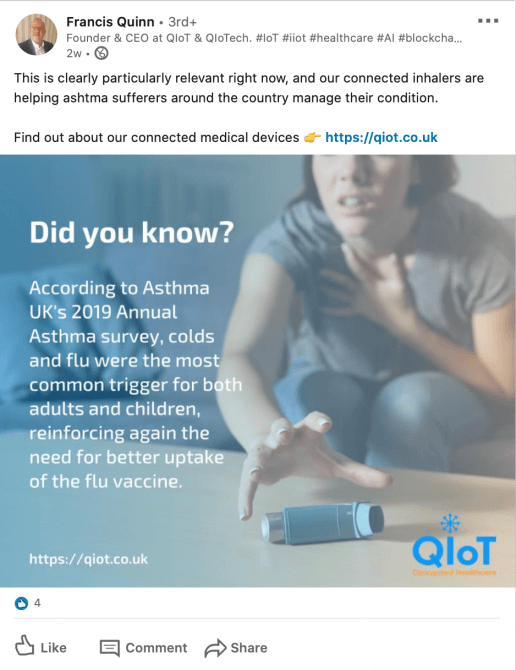 Francis Quinn • 3rd+
Founder & CEO at QIoT & QIoTech. #IoT #iiot #healthcare #AI #blockcha...
2w •
This is clearly particularly relevant right now, and our connected inhalers are
helping ashtma sufferers around the country manage their condition.
Find out about our connected medical devices 👉 https://qiot.co.uk
Did you know?
According to Asthma
UK's 2019 Annual
Asthma survey, colds
and flu were the most
common trigger for both
adults and children,
reinforcing again the
need for better uptake
of the flu vaccine.
https://qiot.co.uk
QIoT
Connected Healthcare
4
Like
Comment
Share